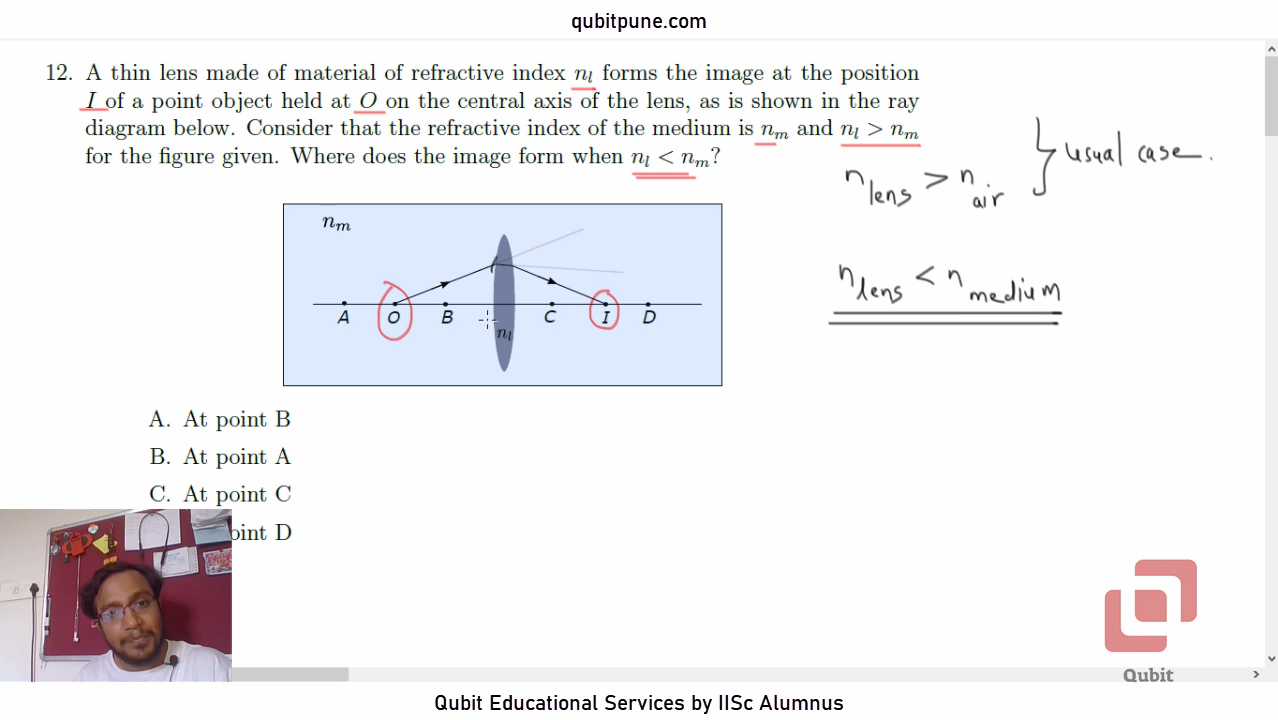 qubitpune.com
12. A thin lens made of material of refractive index nₗ forms the image at the position
I of a point object held at O on the central axis of the lens, as is shown in the ray
diagram below. Consider that the refractive index of the medium is nₘ and nₗ > nₘ
for the figure given. Where does the image form when nₗ < nₘ?
n lens > n air } usual case.
n lens < n medium
nₘ
A O B C I D
nₗ
A. At point B
B. At point A
C. At point C
oint D
Qubit
Qubit Educational Services by IISc Alumnus